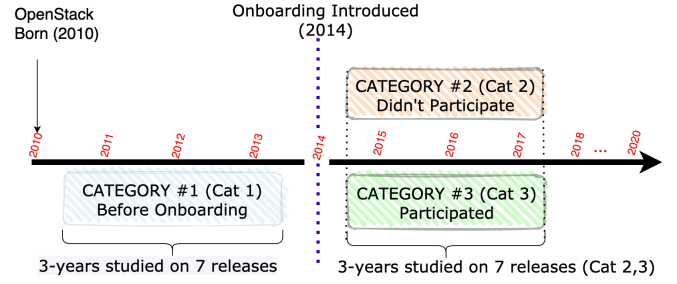 OpenStack
Born (2010)
Onboarding Introduced
(2014)
CATEGORY #2 (Cat 2)
Didn't Participate
2010
2011
2012
2013
2014
2015
2016
2017
2018
...
2020
CATEGORY #1 (Cat 1)
Before Onboarding
CATEGORY #3 (Cat 3)
Participated
3-years studied on 7 releases
3-years studied on 7 releases (Cat 2,3)